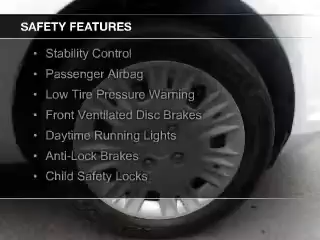 SAFETY FEATURES
• Stability Control
• Passenger Airbag
• Low Tire Pressure Warning
• Front Ventilated Disc Brakes
• Daytime Running Lights
• Anti-Lock Brakes
• Child Safety Locks